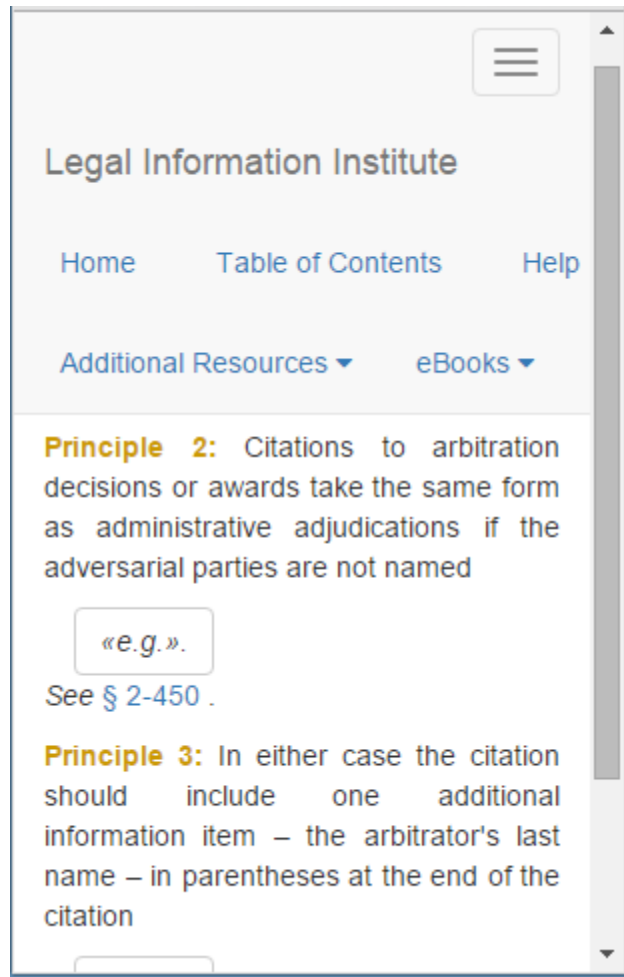 Legal Information Institute
Home Table of Contents Help
Additional Resources eBooks
Principle 2: Citations to arbitration
decisions or awards take the same form
as administrative adjudications if the
adversarial parties are not named
«e.g.».
See § 2-450 .
Principle 3: In either case the citation
should include one additional
information item – the arbitrator's last
name – in parentheses at the end of the
citation